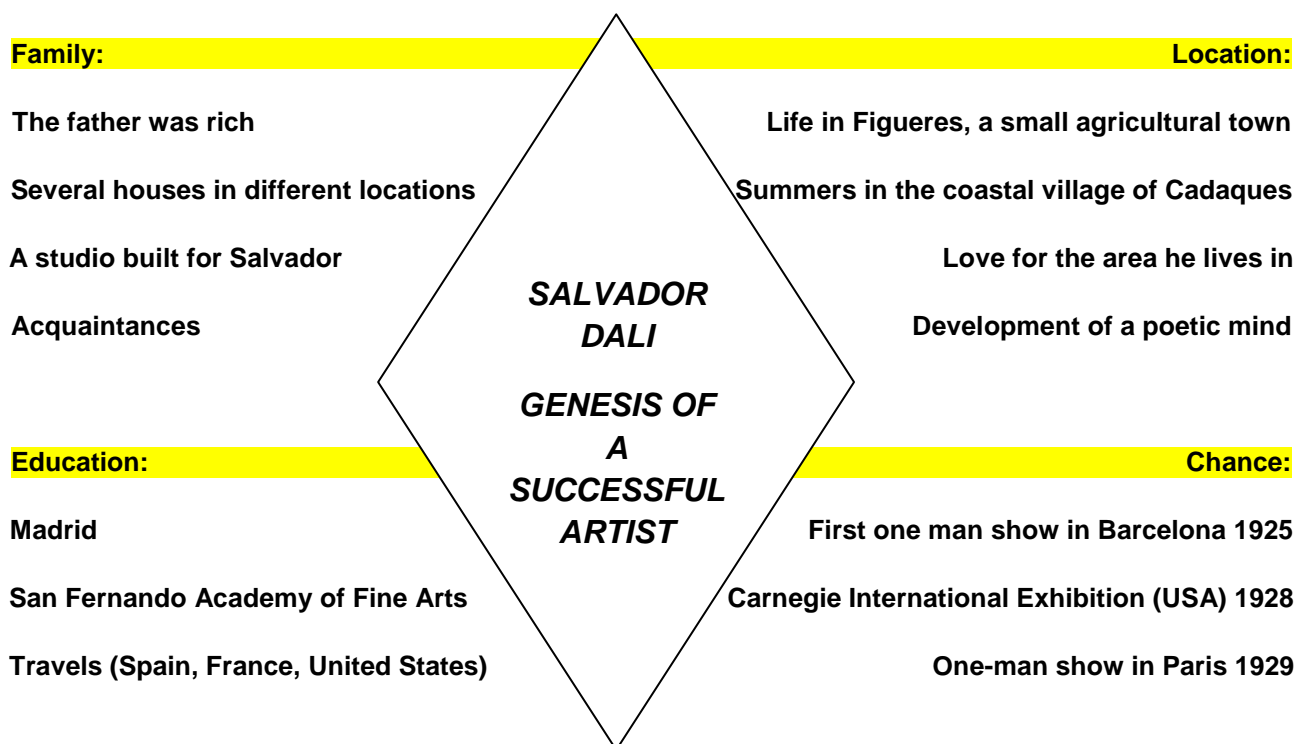 Family:
Location:
The father was rich
Life in Figueres, a small agricultural town
Several houses in different locations
Summers in the coastal village of Cadaques
A studio built for Salvador
Love for the area he lives in
Acquaintances
Development of a poetic mind
SALVADOR
DALI
GENESIS OF
A
SUCCESSFUL
ARTIST
Education:
Chance:
Madrid
First one man show in Barcelona 1925
San Fernando Academy of Fine Arts
Carnegie International Exhibition (USA) 1928
Travels (Spain, France, United States)
One-man show in Paris 1929